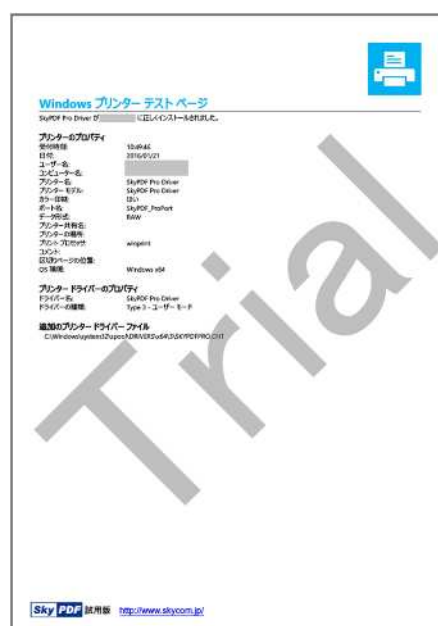 Windows プリンター テスト ページ
SkyPDF Pro Driver が に正しくインストールされました。
プリンターのプロパティ
受付時間: 10:49:46
日付: 2016/01/21
ユーザー名:
コンピューター名:
プリンター名: SkyPDF Pro Driver
プリンター モデル: SkyPDF Pro Driver
カラー印刷: はい
ポート名: SkyPDF_ProPort
データ形式: RAW
プリンター共有名:
プリンターの場所:
プリント プロセッサ: winprint
コメント:
区切りページの位置:
OS 環境: Windows x64
プリンター ドライバーのプロパティ
ドライバー名: SkyPDF Pro Driver
ドライバーの種類: Type 3 - ユーザー モード
追加のプリンター ドライバー ファイル
C:\Windows\system32\spool\DRIVERS\x64\3\SKYPDFPRO.CNT
Trial
Sky PDF 試用版 http://www.skycom.jp/